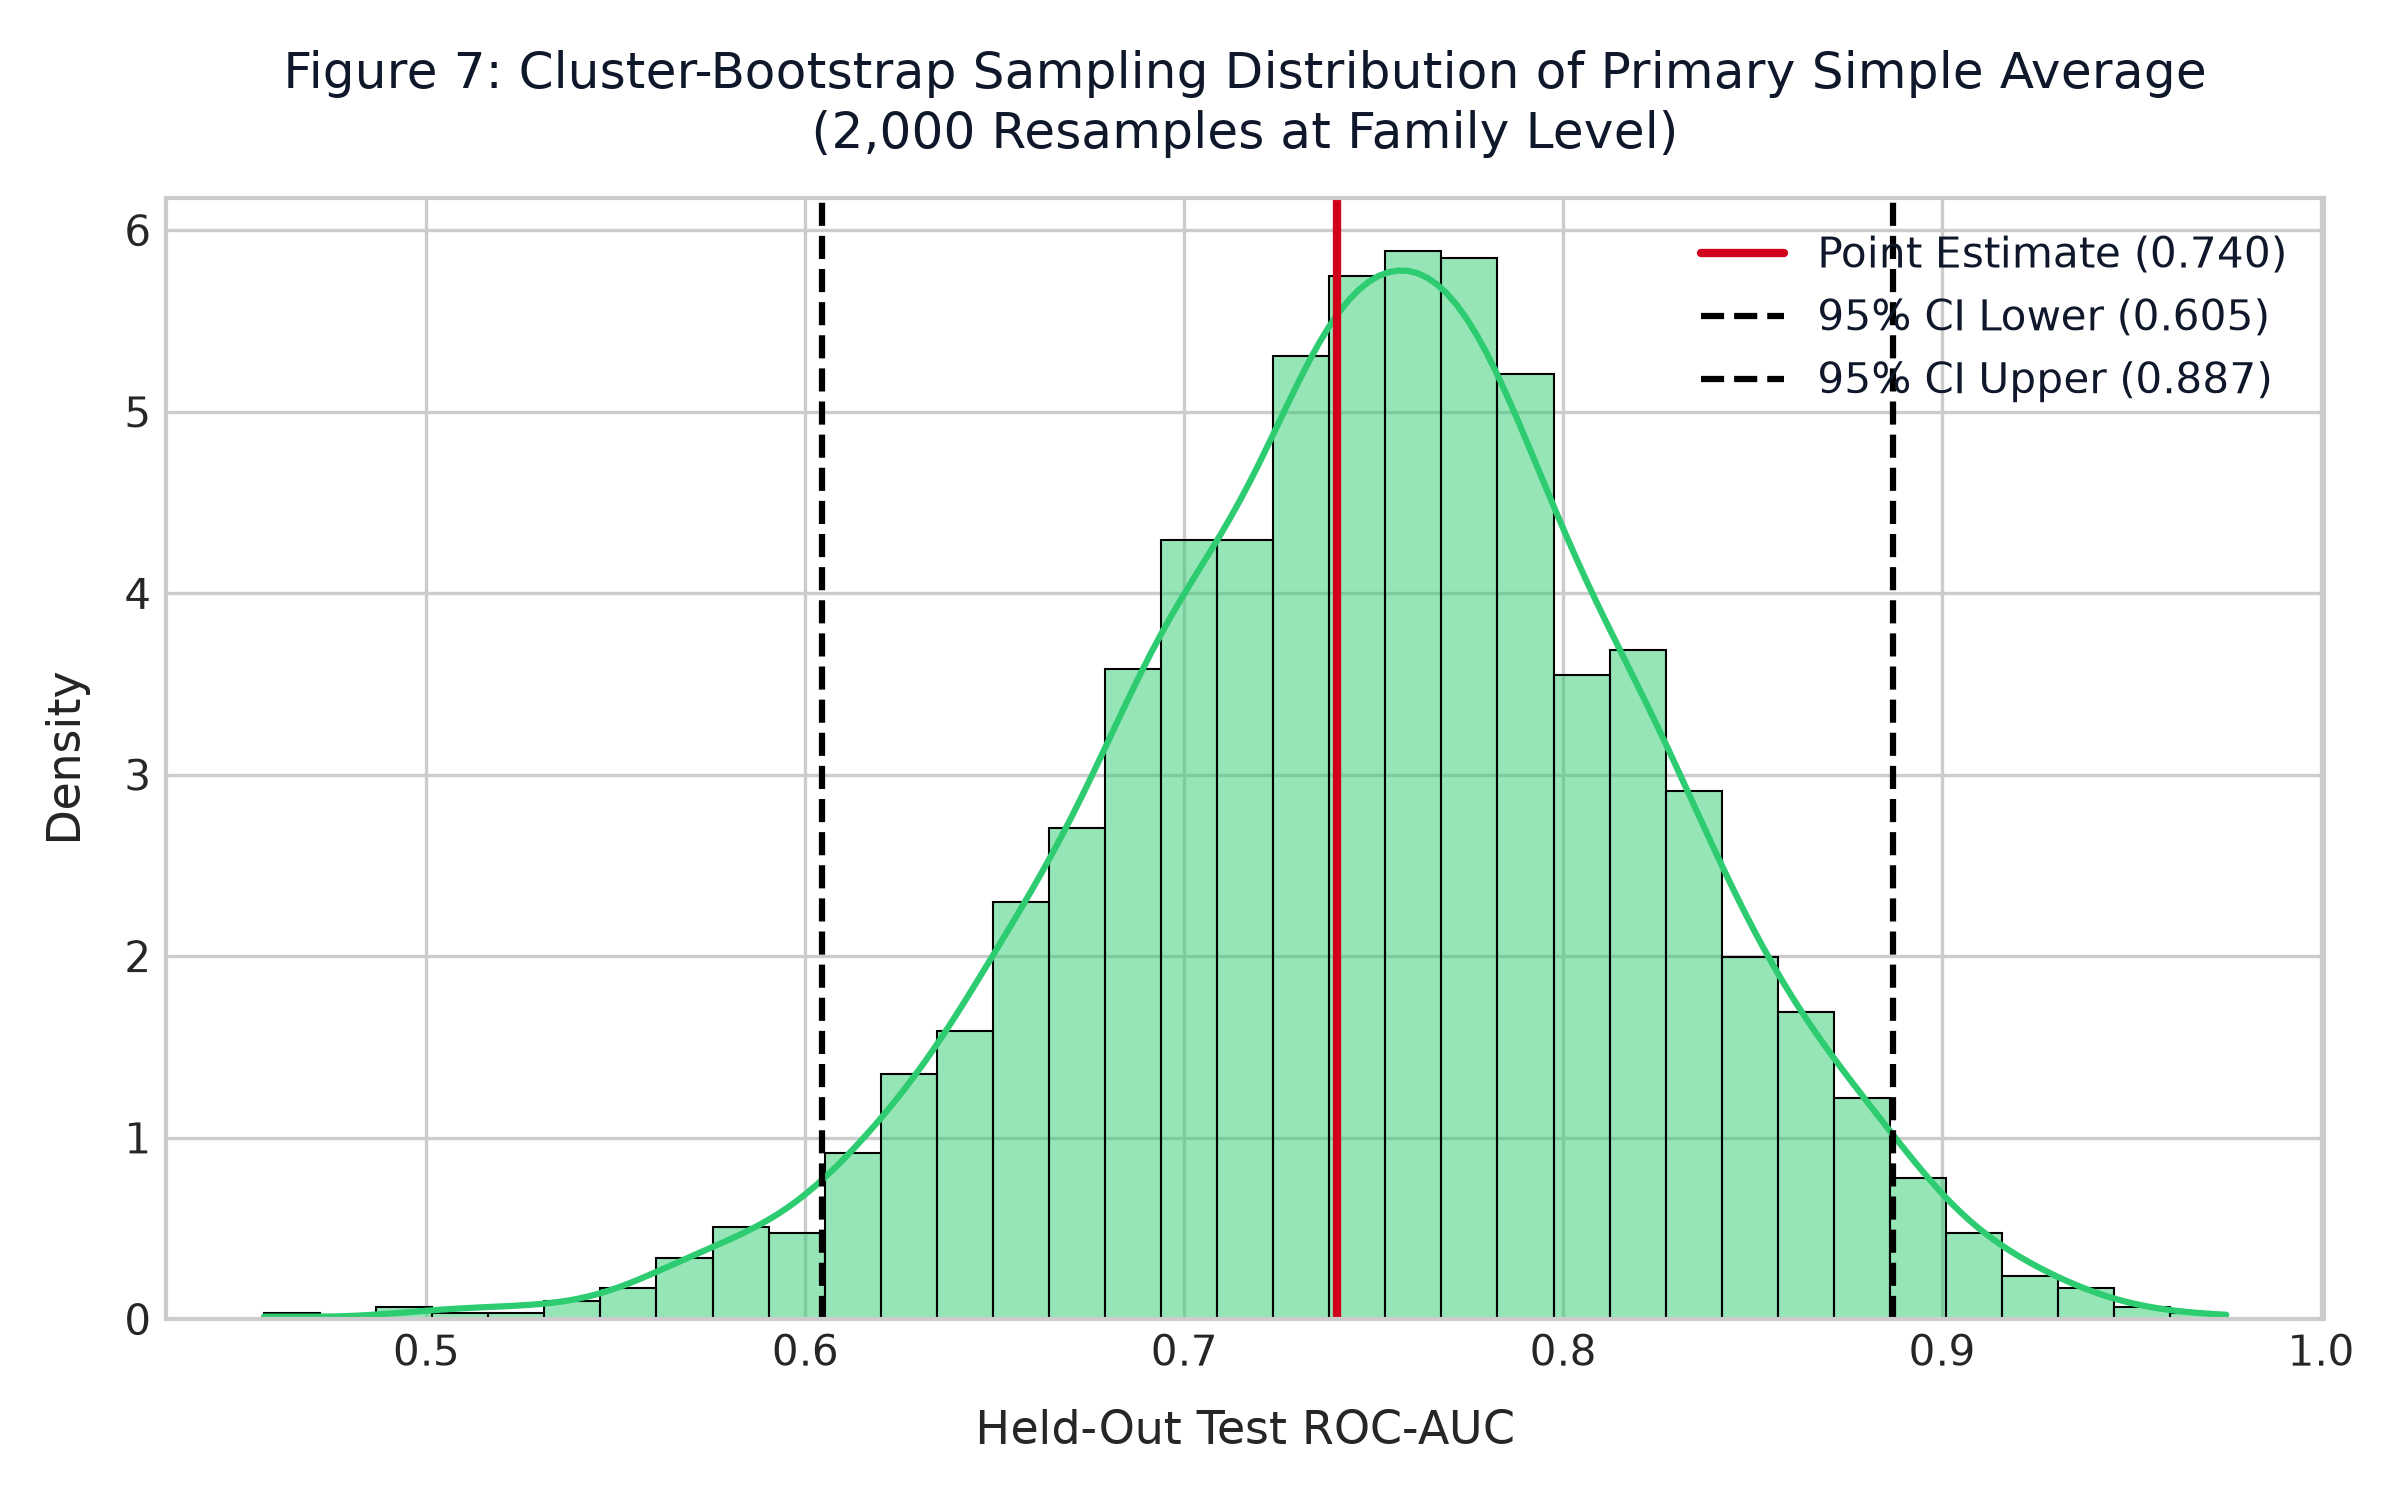 Figure 7: Cluster-Bootstrap Sampling Distribution of Primary Simple Average
(2,000 Resamples at Family Level)
Point Estimate (0.740)
95% CI Lower (0.605)
95% CI Upper (0.887)
Density
6
5
4
3
2
1
0
0.5
0.6
0.7
0.8
0.9
1.0
Held-Out Test ROC-AUC